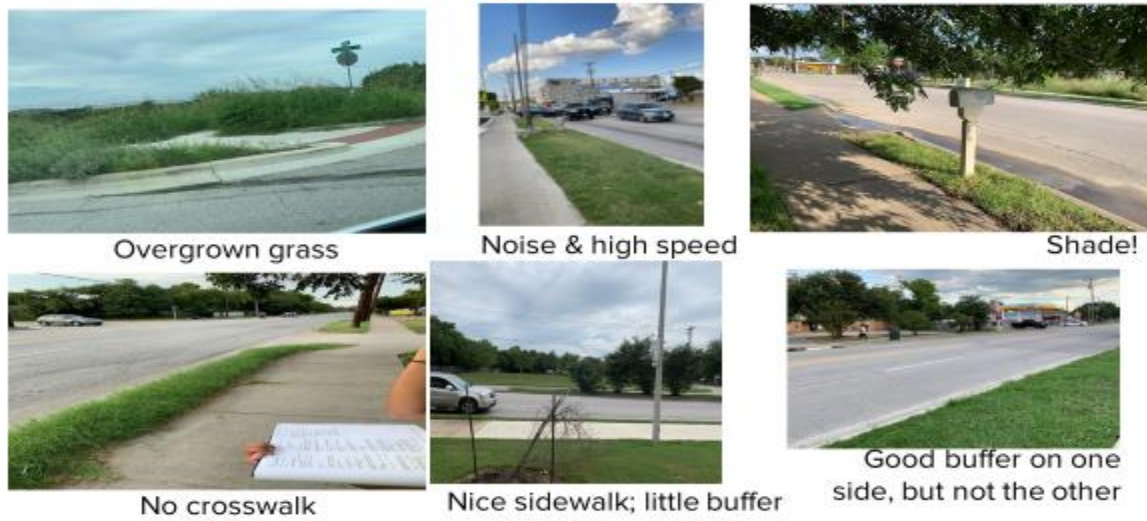 Overgrown grass
Noise & high speed
Shade!
No crosswalk
Nice sidewalk; little buffer
Good buffer on one
side, but not the other